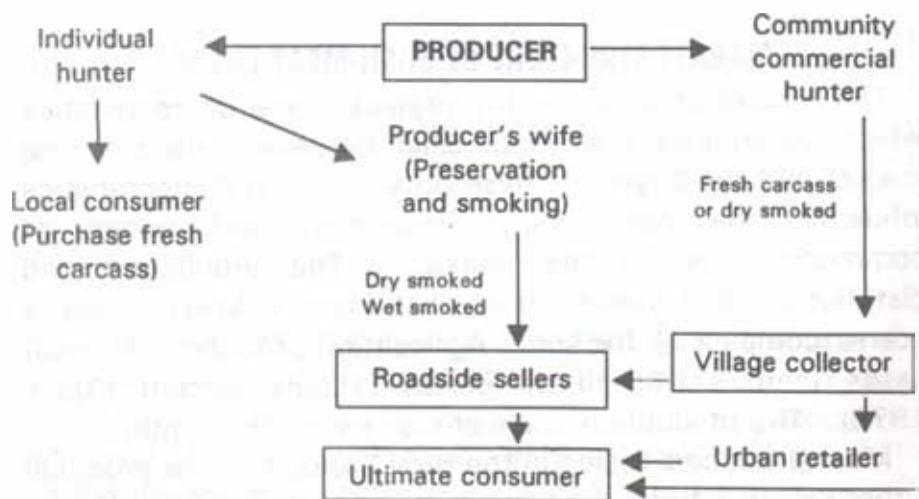 Individual
hunter
PRODUCER
Community
commercial
hunter
Producer's wife
(Preservation
and smoking)
Local consumer
(Purchase fresh
carcass)
Fresh carcass
or dry smoked
Dry smoked
Wet smoked
Roadside sellers
Village collector
Urban retailer
Ultimate consumer